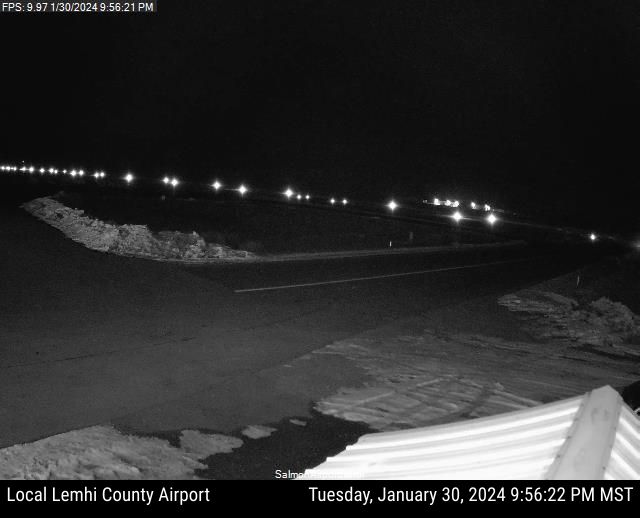 FPS: 9.97 1/30/2024 9:56:21 PM
Salmon
Local Lemhi County Airport
Tuesday, January 30, 2024 9:56:22 PM MST